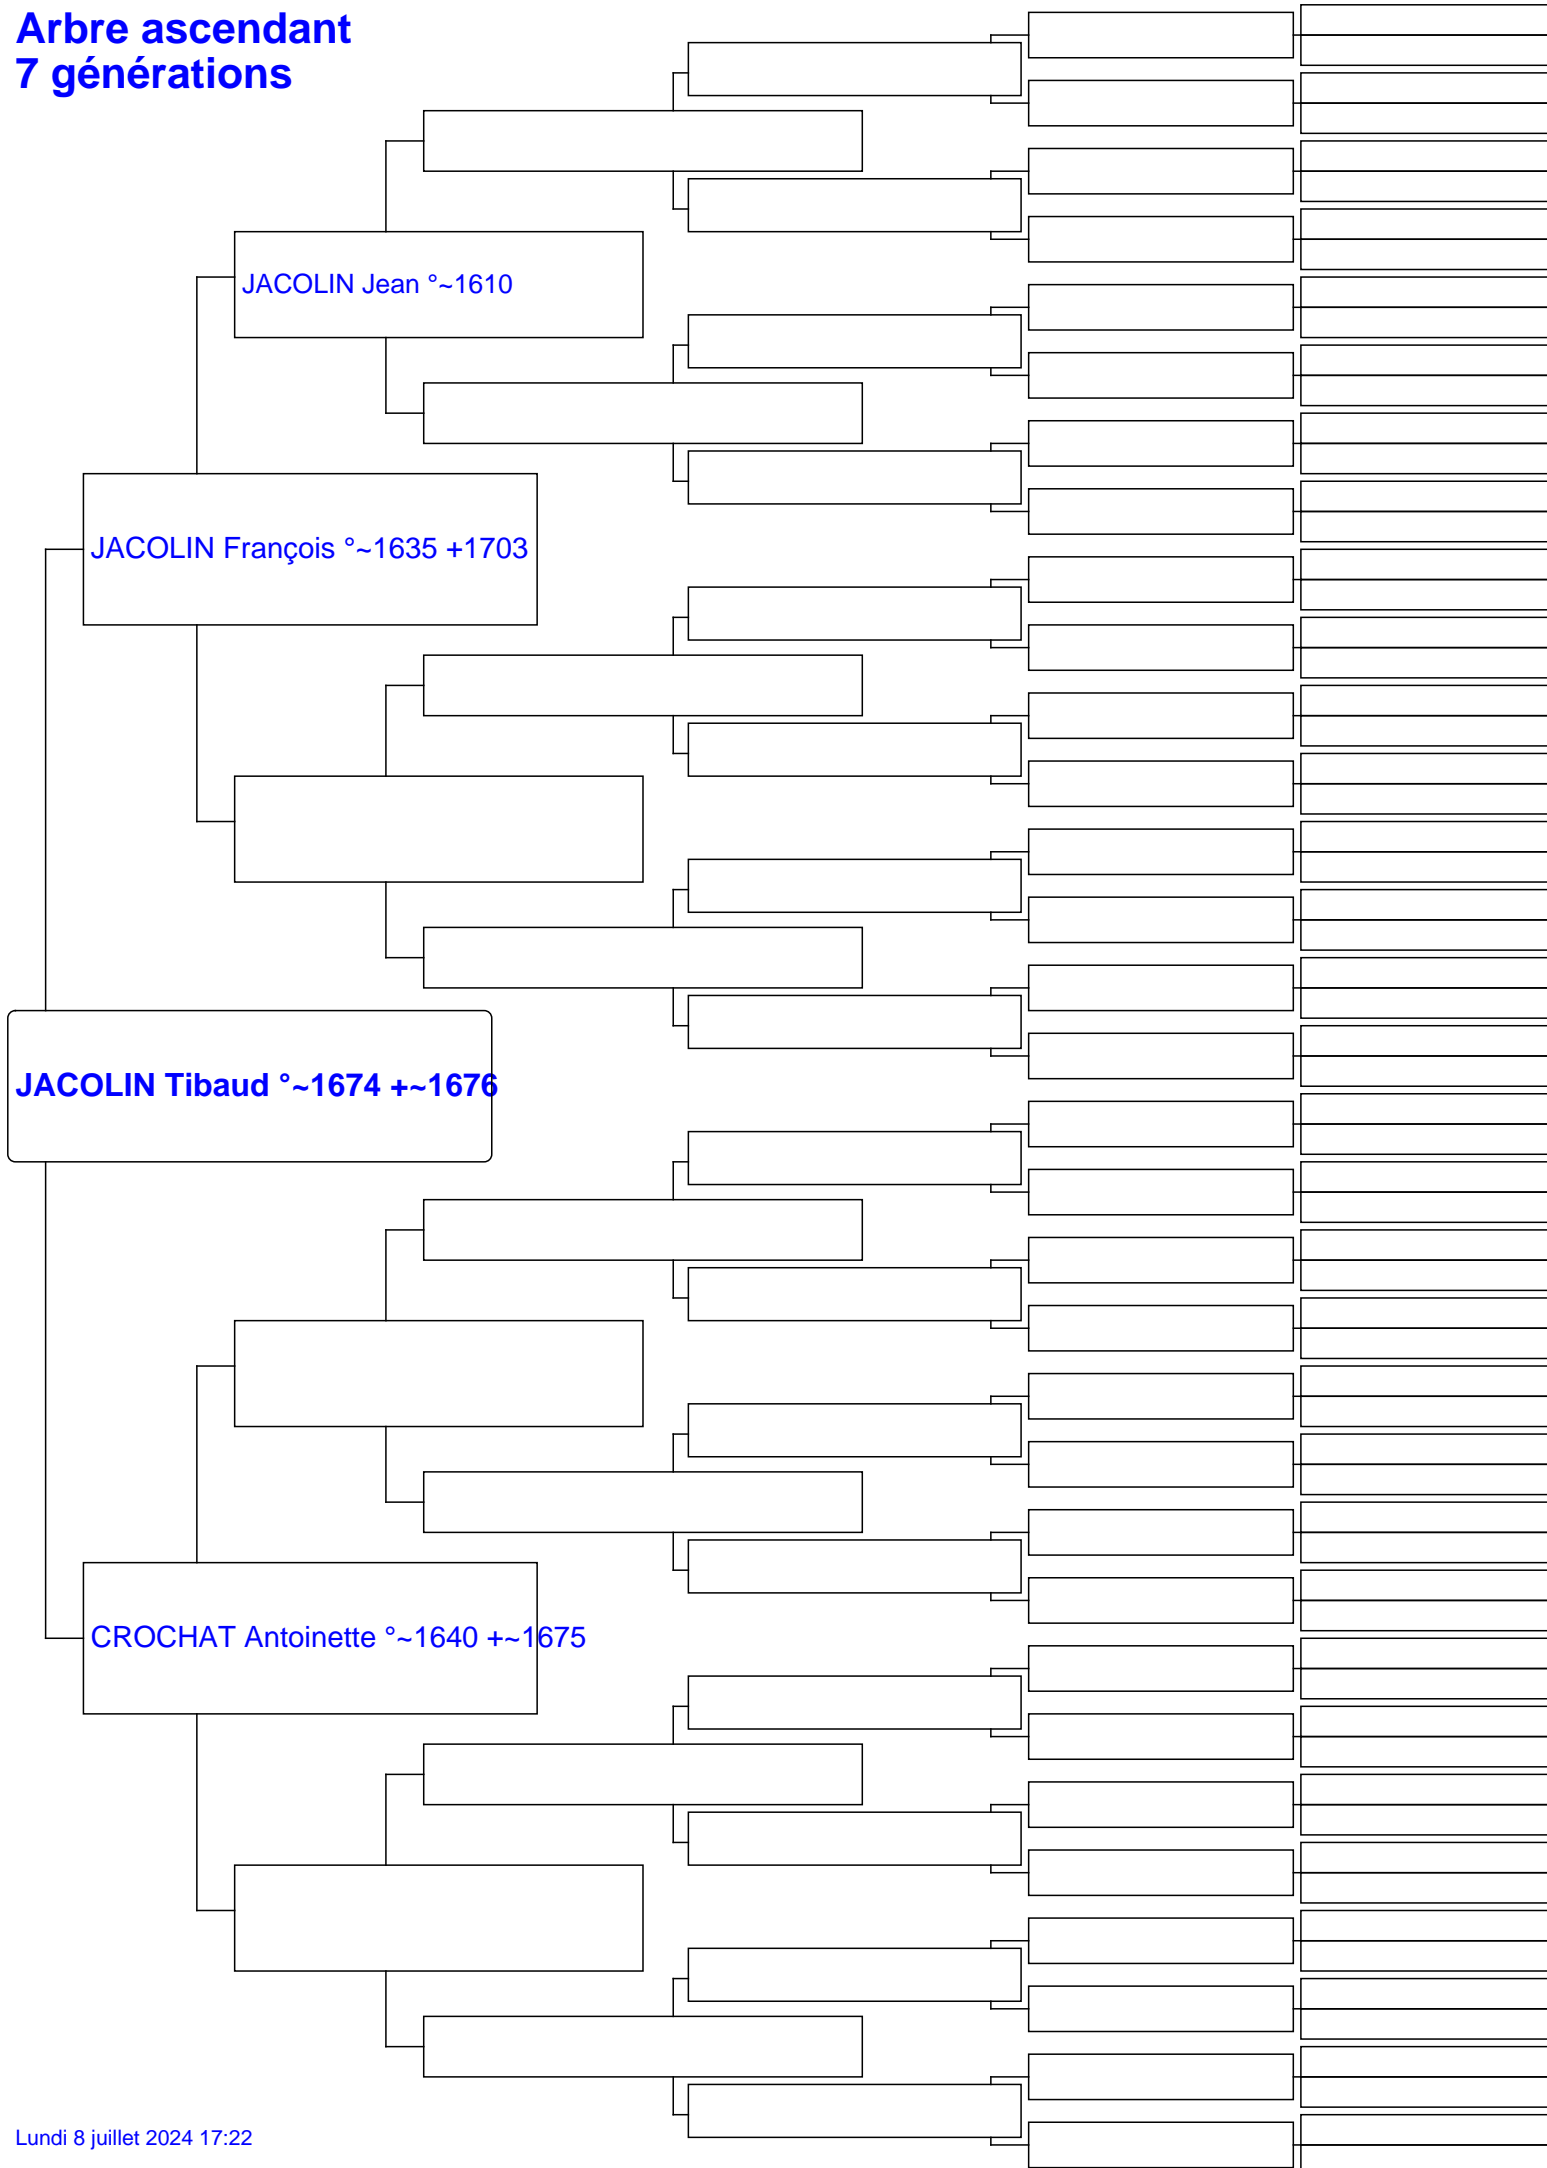 Arbre ascendant
7 générations
JACOLIN Jean °~1610
JACOLIN François °~1635 +1703
JACOLIN Tibaud °~1674 +~1676
CROCHAT Antoinette °~1640 +~1675
Lundi 8 juillet 2024 17:22